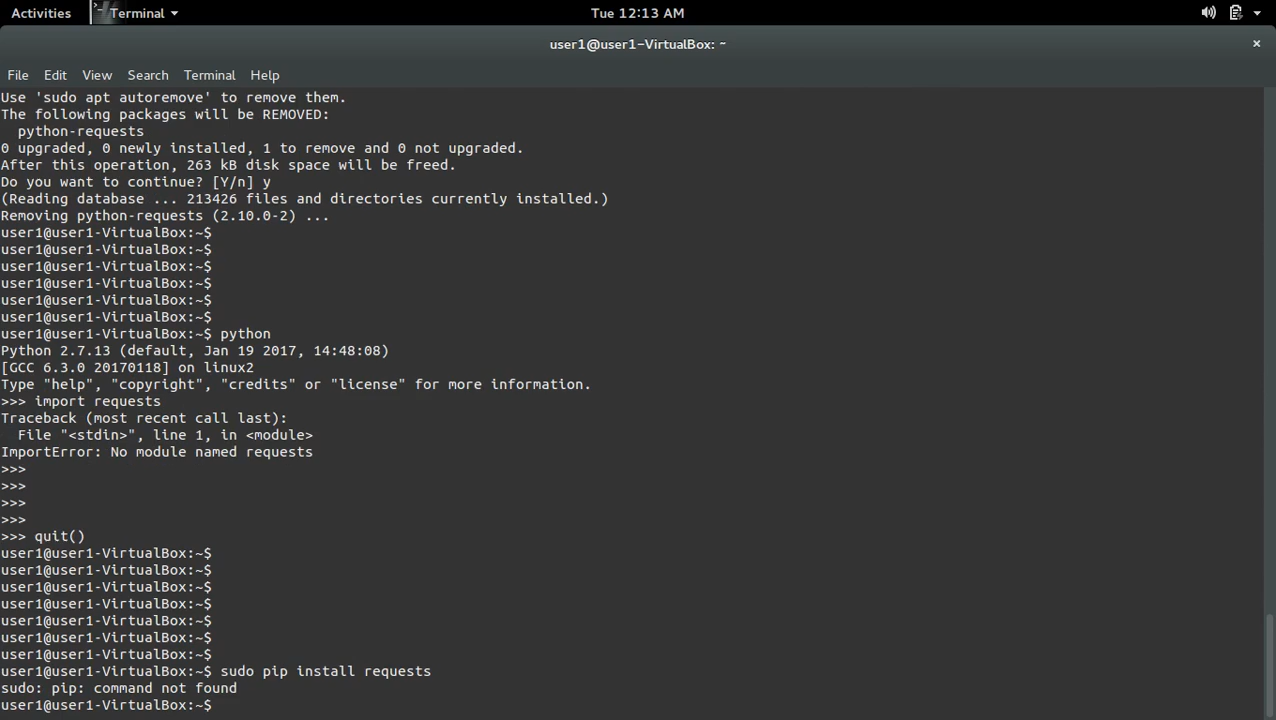 Activities Terminal Tue 12:13 AM
user1@user1-VirtualBox: ~ ×
File Edit View Search Terminal Help
Use 'sudo apt autoremove' to remove them.
The following packages will be REMOVED:
  python-requests
0 upgraded, 0 newly installed, 1 to remove and 0 not upgraded.
After this operation, 263 kB disk space will be freed.
Do you want to continue? [Y/n] y
(Reading database ... 213426 files and directories currently installed.)
Removing python-requests (2.10.0-2) ...
user1@user1-VirtualBox:~$
user1@user1-VirtualBox:~$
user1@user1-VirtualBox:~$
user1@user1-VirtualBox:~$
user1@user1-VirtualBox:~$
user1@user1-VirtualBox:~$
user1@user1-VirtualBox:~$ python
Python 2.7.13 (default, Jan 19 2017, 14:48:08)
[GCC 6.3.0 20170118] on linux2
Type "help", "copyright", "credits" or "license" for more information.
>>> import requests
Traceback (most recent call last):
  File "<stdin>", line 1, in <module>
ImportError: No module named requests
>>>
>>>
>>>
>>>
>>> quit()
user1@user1-VirtualBox:~$
user1@user1-VirtualBox:~$
user1@user1-VirtualBox:~$
user1@user1-VirtualBox:~$
user1@user1-VirtualBox:~$
user1@user1-VirtualBox:~$
user1@user1-VirtualBox:~$
user1@user1-VirtualBox:~$ sudo pip install requests
sudo: pip: command not found
user1@user1-VirtualBox:~$